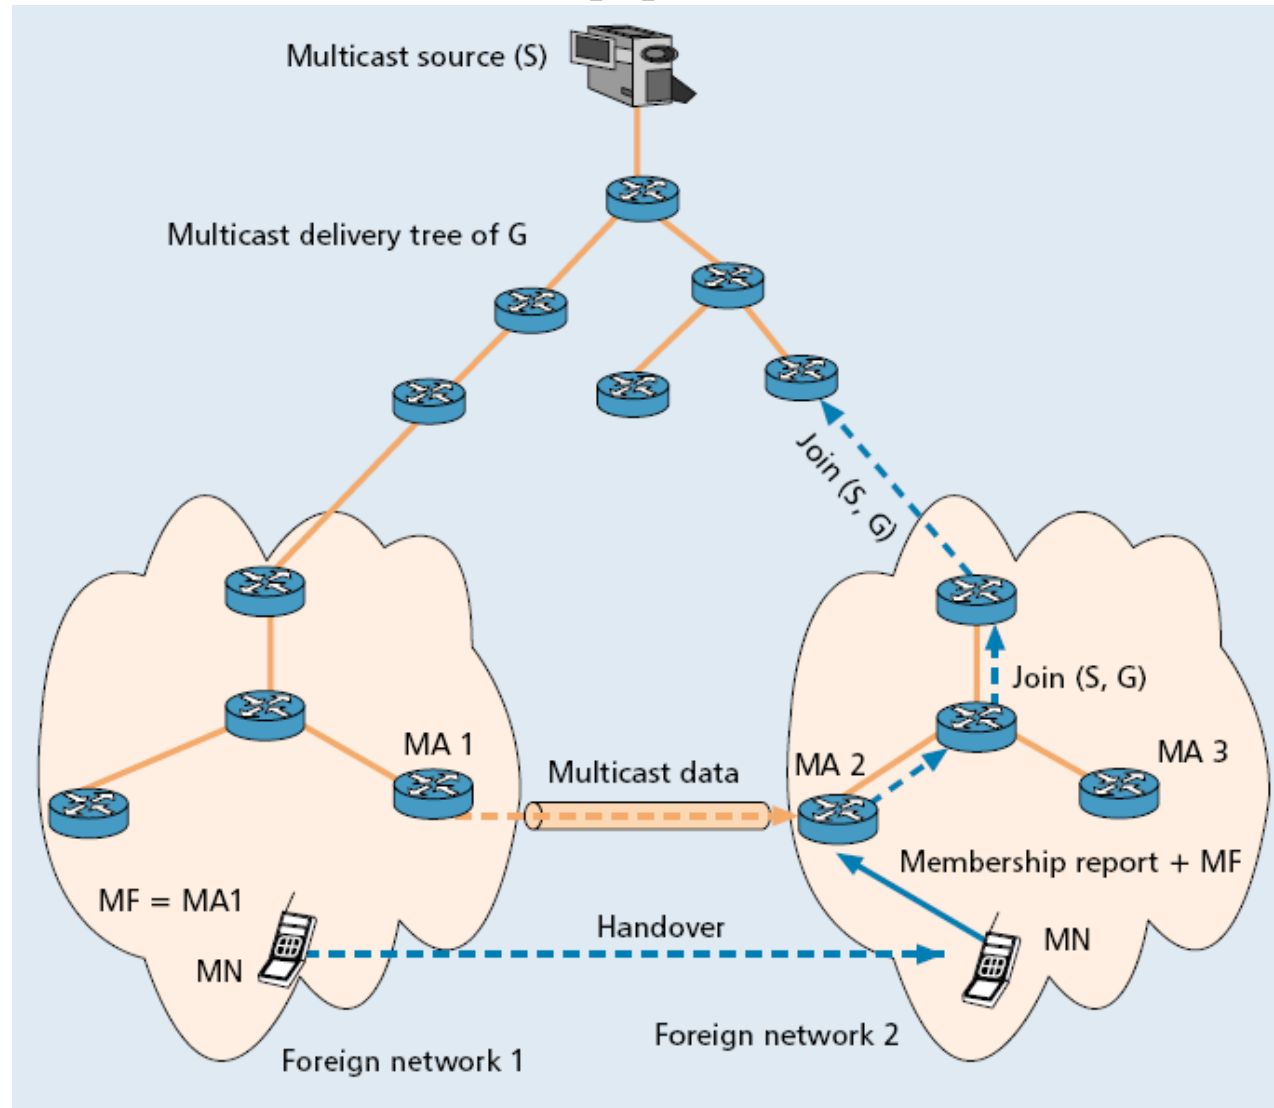 Multicast source (S)
Multicast delivery tree of G
Join (S, G)
Join (S, G)
MA 1
Multicast data
MA 2
MA 3
Membership report + MF
MF = MA1
Handover
MN
MN
Foreign network 2
Foreign network 1